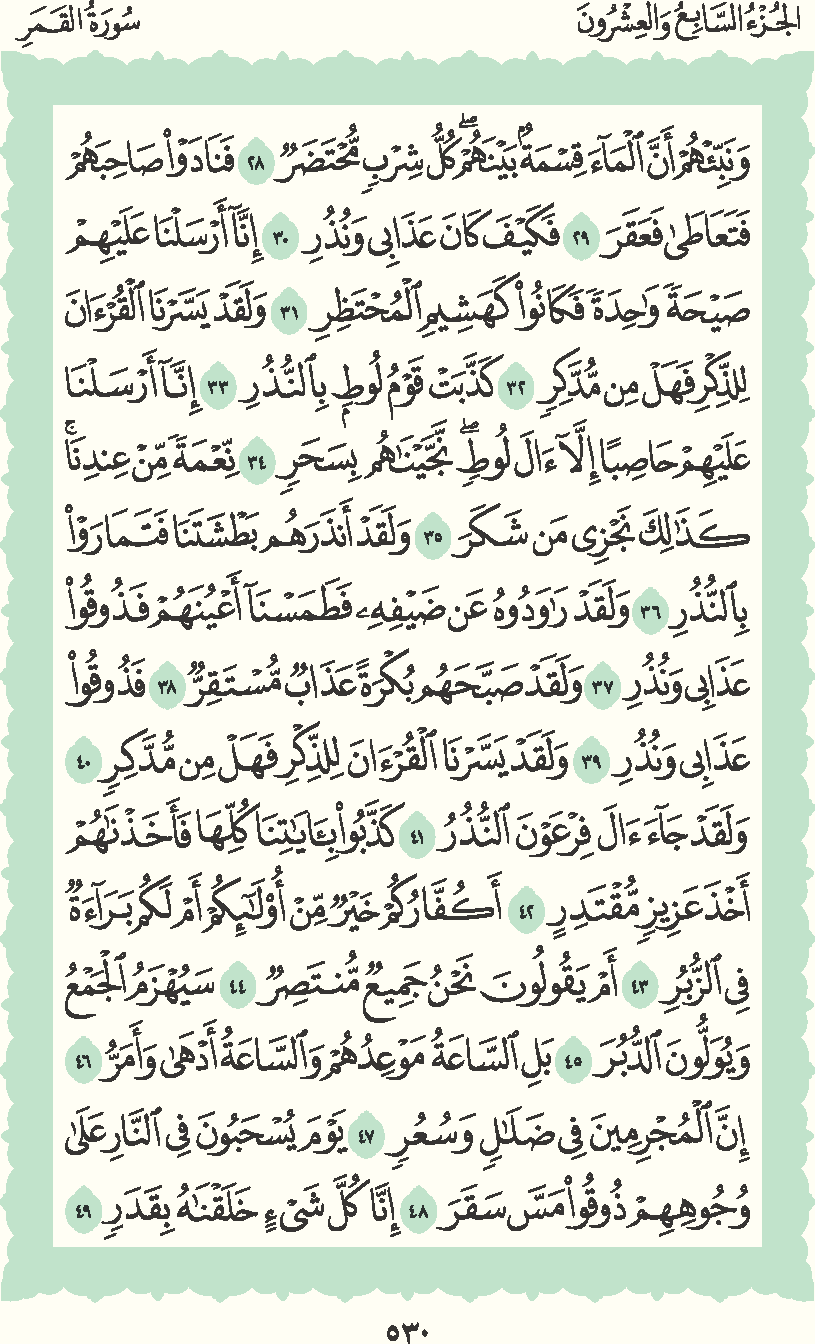 الجُزْءُ السَّابِعُ وَالعِشْرُونَ سُورَةُ القَمَرِ
وَنَبِّئْهُمْ أَنَّ ٱلْمَآءَ قِسْمَةٌۢ بَيْنَهُمْۖ كُلُّ شِرْبٍ مُّحْتَضَرٌ ٢٨ فَنَادَوْا۟ صَاحِبَهُمْ
فَتَعَاطَىٰ فَعَقَرَ ٢٩ فَكَيْفَ كَانَ عَذَابِى وَنُذُرِ ٣٠ إِنَّآ أَرْسَلْنَا عَلَيْهِمْ
صَيْحَةً وَٰحِدَةً فَكَانُوا۟ كَهَشِيمِ ٱلْمُحْتَظِرِ ٣١ وَلَقَدْ يَسَّرْنَا ٱلْقُرْءَانَ
لِلذِّكْرِ فَهَلْ مِن مُّدَّكِرٍ ٣٢ كَذَّبَتْ قَوْمُ لُوطٍۭ بِٱلنُّذُرِ ٣٣ إِنَّآ أَرْسَلْنَا
عَلَيْهِمْ حَاصِبًا إِلَّآ ءَالَ لُوطٍۖ نَّجَّيْنَٰهُم بِسَحَرٍ ٣٤ نِّعْمَةً مِّنْ عِندِنَاۚ
كَذَٰلِكَ نَجْزِى مَن شَكَرَ ٣٥ وَلَقَدْ أَنذَرَهُم بَطْشَتَنَا فَتَمَارَوْا۟
بِٱلنُّذُرِ ٣٦ وَلَقَدْ رَٰوَدُوهُ عَن ضَيْفِهِۦ فَطَمَسْنَآ أَعْيُنَهُمْ فَذُوقُوا۟
عَذَابِى وَنُذُرِ ٣٧ وَلَقَدْ صَبَّحَهُم بُكْرَةً عَذَابٌ مُّسْتَقِرٌّ ٣٨ فَذُوقُوا۟
عَذَابِى وَنُذُرِ ٣٩ وَلَقَدْ يَسَّرْنَا ٱلْقُرْءَانَ لِلذِّكْرِ فَهَلْ مِن مُّدَّكِرٍ ٤٠
وَلَقَدْ جَآءَ ءَالَ فِرْعَوْنَ ٱلنُّذُرُ ٤١ كَذَّبُوا۟ بِـَٔايَٰتِنَا كُلِّهَا فَأَخَذْنَٰهُمْ
أَخْذَ عَزِيزٍ مُّقْتَدِرٍ ٤٢ أَكُفَّارُكُمْ خَيْرٌ مِّنْ أُو۟لَٰٓئِكُمْ أَمْ لَكُم بَرَآءَةٌ
فِى ٱلزُّبُرِ ٤٣ أَمْ يَقُولُونَ نَحْنُ جَمِيعٌ مُّنتَصِرٌ ٤٤ سَيُهْزَمُ ٱلْجَمْعُ
وَيُوَلُّونَ ٱلدُّبُرَ ٤٥ بَلِ ٱلسَّاعَةُ مَوْعِدُهُمْ وَٱلسَّاعَةُ أَدْهَىٰ وَأَمَرُّ ٤٦
إِنَّ ٱلْمُجْرِمِينَ فِى ضَلَٰلٍ وَسُعُرٍ ٤٧ يَوْمَ يُسْحَبُونَ فِى ٱلنَّارِ عَلَىٰ
وُجُوهِهِمْ ذُوقُوا۟ مَسَّ سَقَرَ ٤٨ إِنَّا كُلَّ شَىْءٍ خَلَقْنَٰهُ بِقَدَرٍ ٤٩
٥٣٠